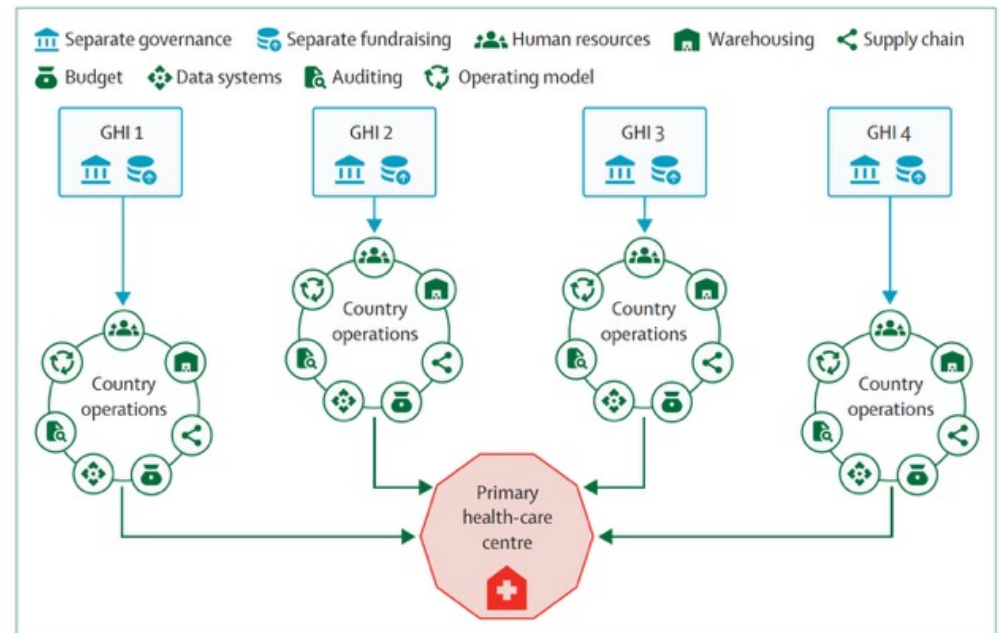 Separate governance Separate fundraising Human resources Warehousing Supply chain
Budget Data systems Auditing Operating model
GHI 1
GHI 2
GHI 3
GHI 4
Country
operations
Country
operations
Country
operations
Country
operations
Primary
health-care
centre